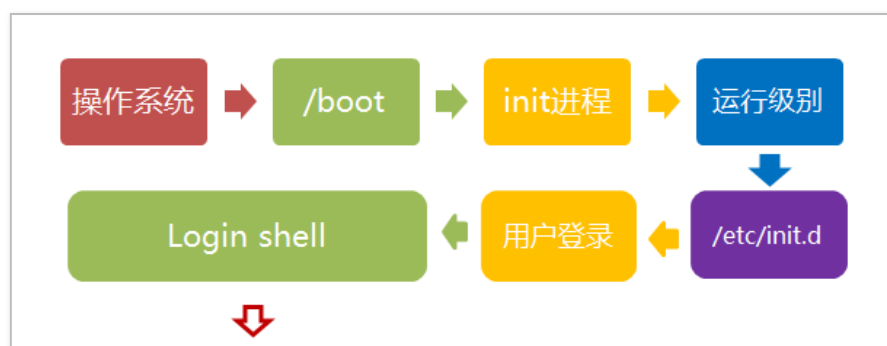 操作系统
/boot
init进程
运行级别
/etc/init.d
用户登录
Login shell